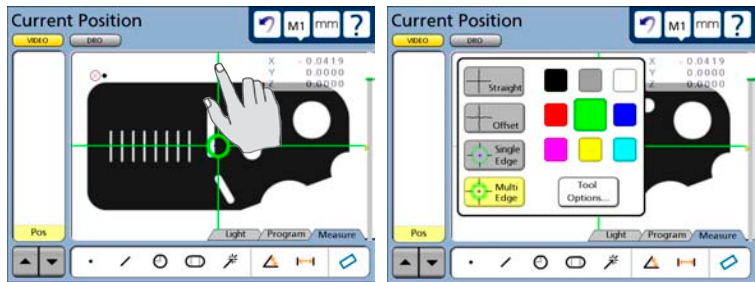 Current Position
M1 mm ?
VIDEO DRO
X - 0.0419
Y 0.0000
Z 0.0000
Pos
Light Program Measure
Current Position
M1 mm ?
VIDEO DRO
X - 0.0419
Y 0.0000
Z 0.0000
Straight
Offset
Single
Edge
Multi
Edge
Tool
Options...
Pos
Light Program Measure